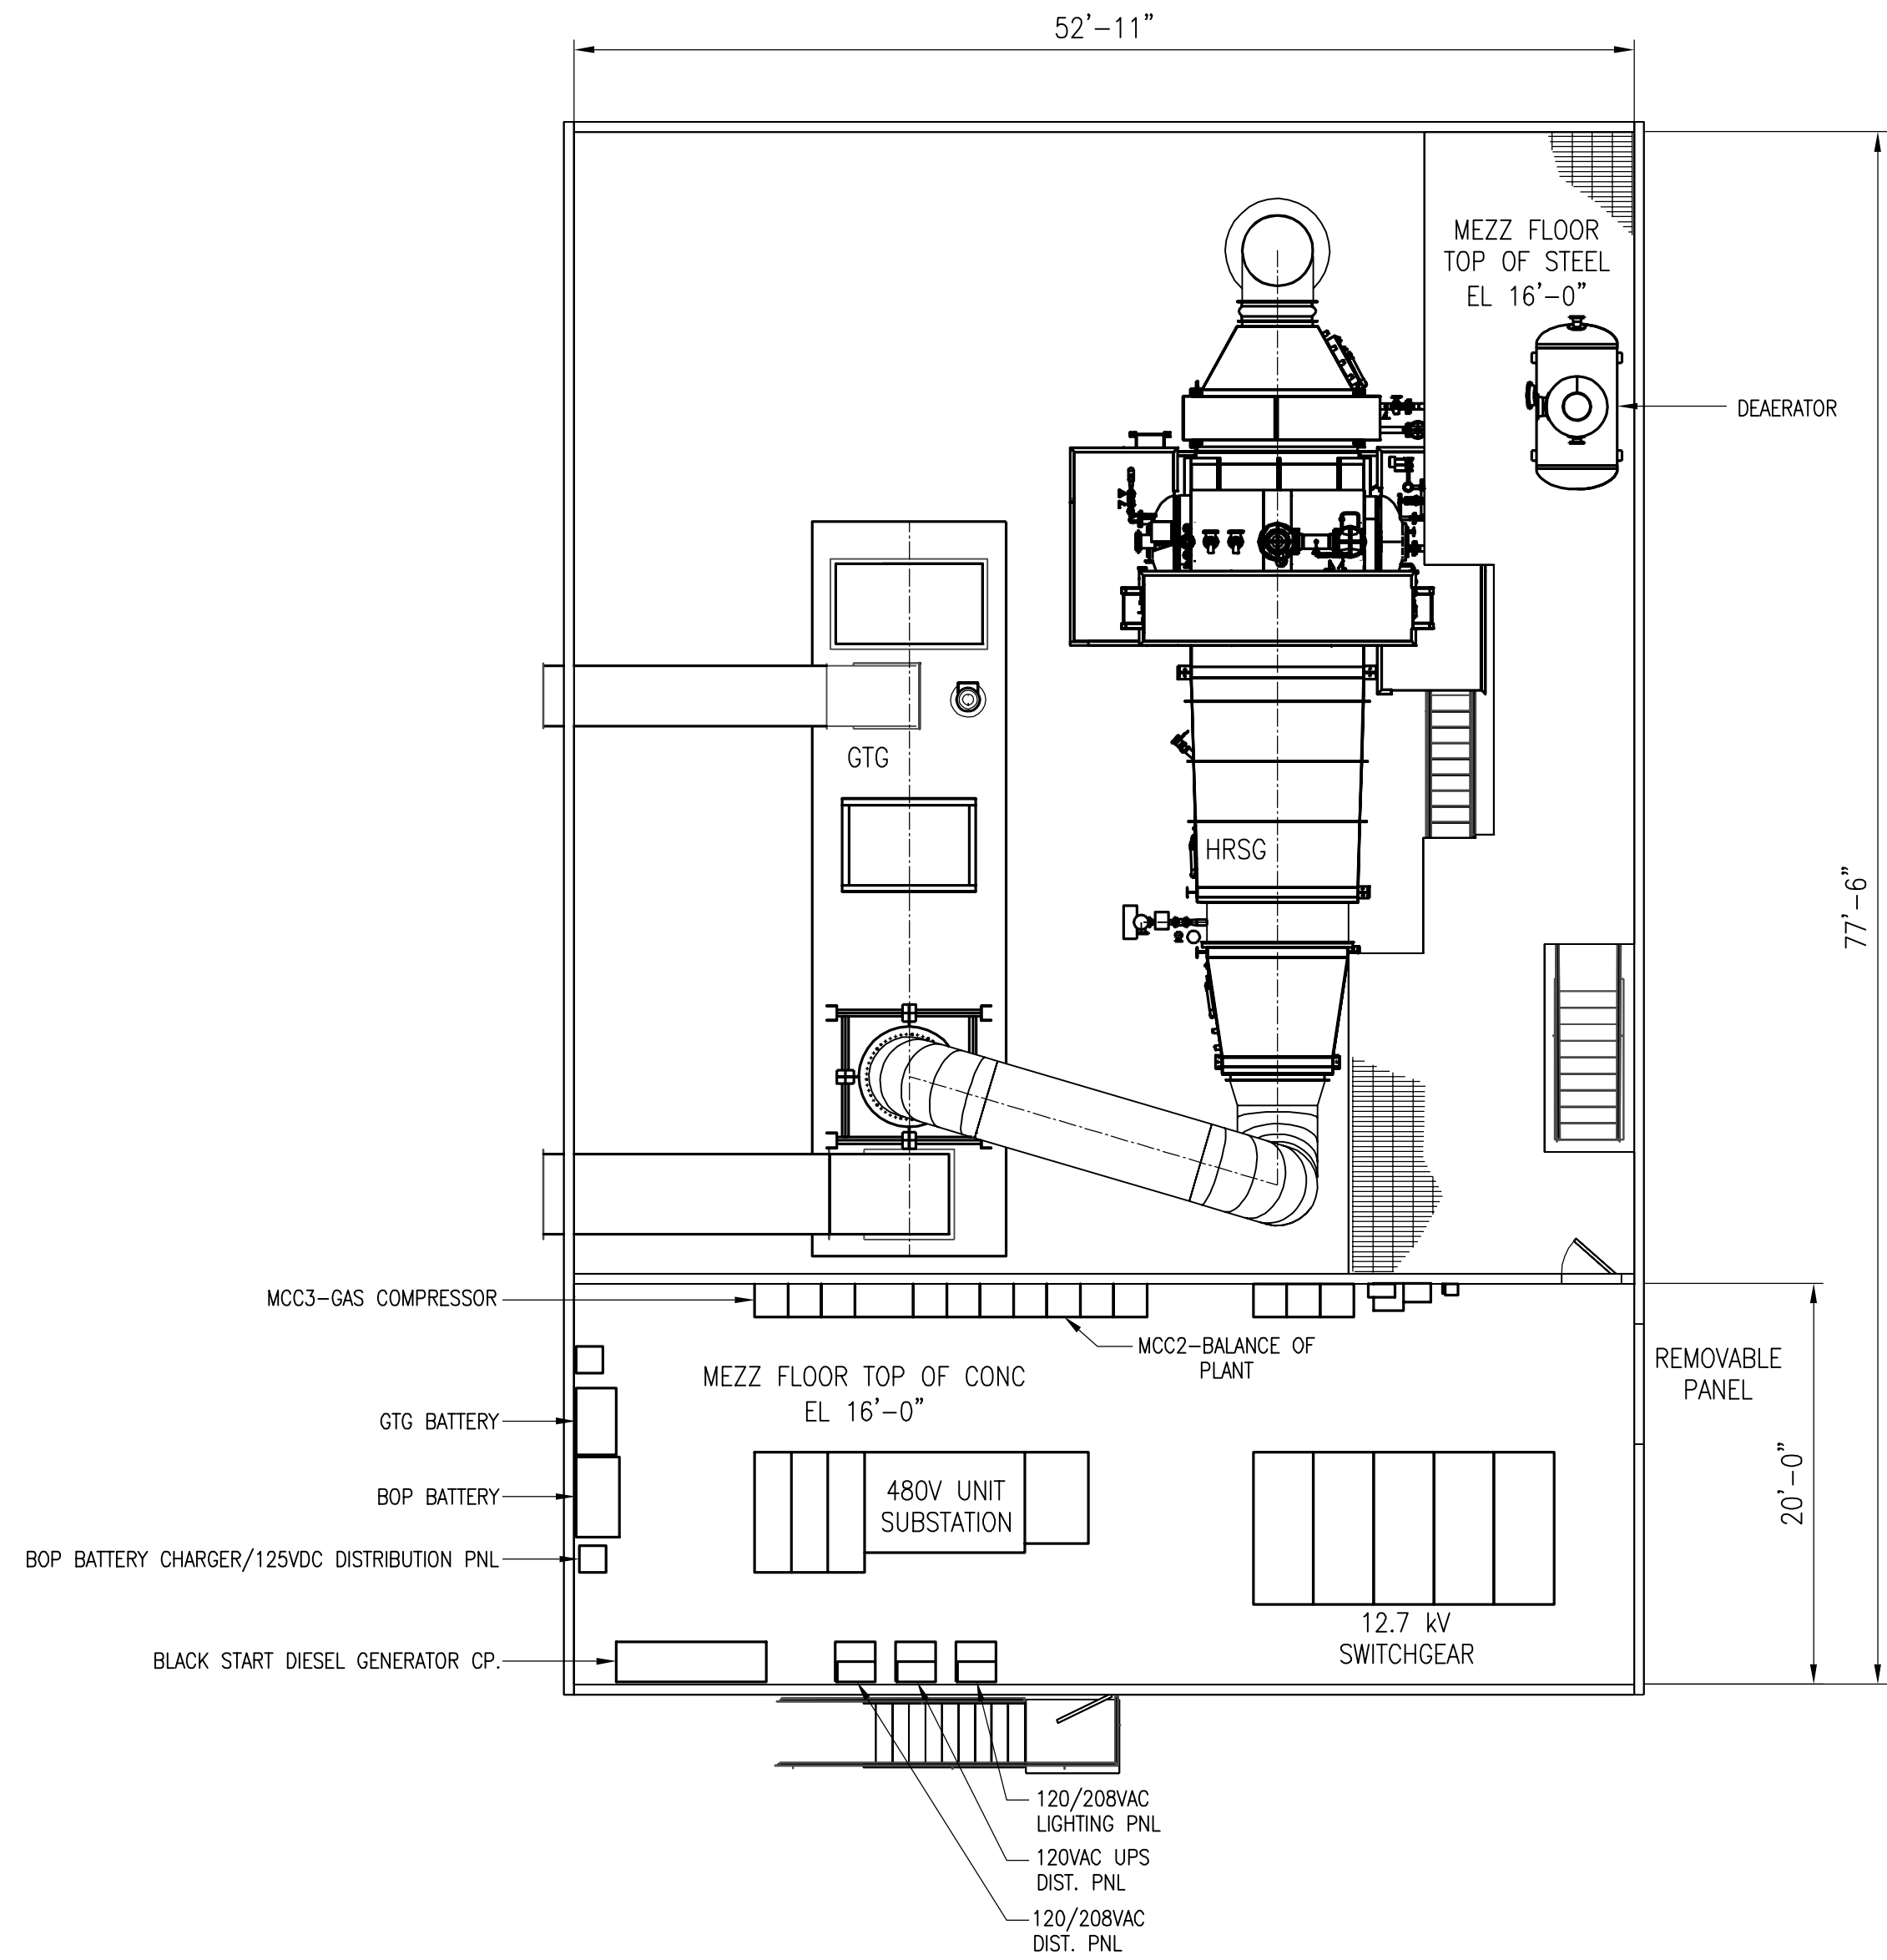 52'-11"
MEZZ FLOOR
TOP OF STEEL
EL 16'-0"
DEAERATOR
GTG
HRSG
77'-6"
MCC3-GAS COMPRESSOR
MCC2-BALANCE OF
PLANT
MEZZ FLOOR TOP OF CONC
EL 16'-0"
REMOVABLE
PANEL
GTG BATTERY
480V UNIT
SUBSTATION
BOP BATTERY
20'-0"
BOP BATTERY CHARGER/125VDC DISTRIBUTION PNL
12.7 kV
SWITCHGEAR
BLACK START DIESEL GENERATOR CP.
120/208VAC
LIGHTING PNL
120VAC UPS
DIST. PNL
120/208VAC
DIST. PNL